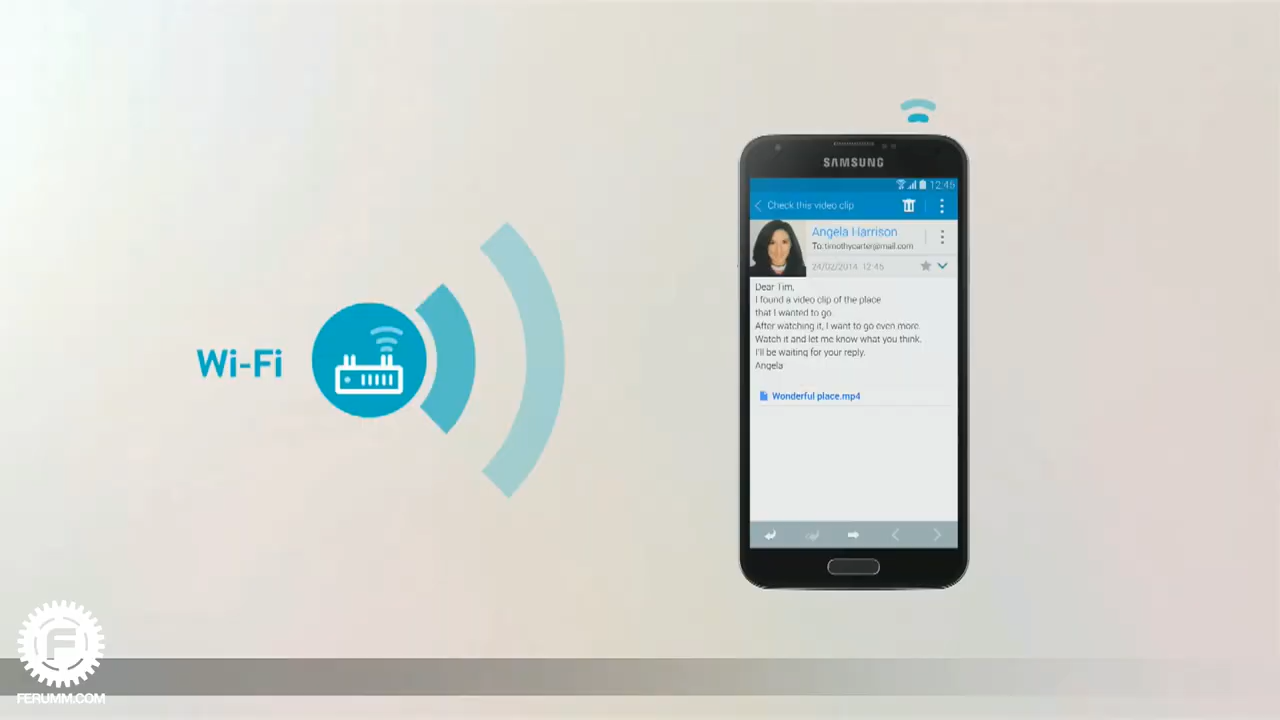 SAMSUNG
12:45
Check this video clip
Angela Harrison
To. timothycarter@mail.com
24/02/2014 12:45
Dear Tim,
I found a video clip of the place
that I wanted to go.
After watching it, I want to go even more.
Watch it and let me know what you think.
I'll be waiting for your reply.
Angela
Wonderful place.mp4
Wi-Fi
F
FERUMM.COM